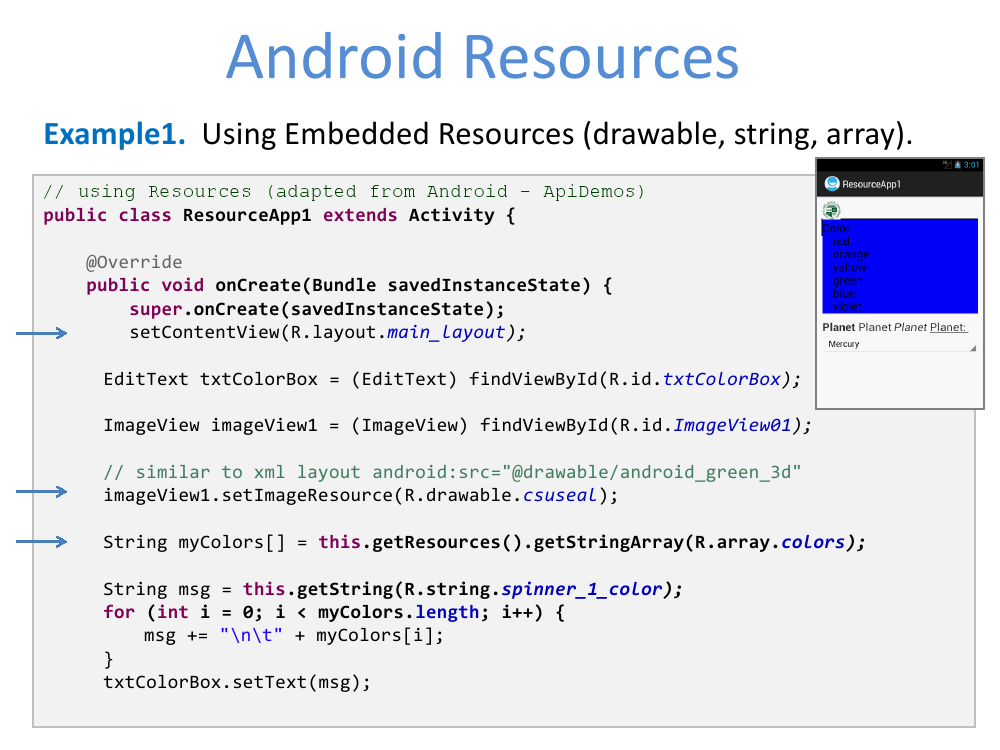 Android Resources
Example1. Using Embedded Resources (drawable, string, array).
// using Resources (adapted from Android – ApiDemos)
public class ResourceApp1 extends Activity {
@Override
public void onCreate(Bundle savedInstanceState) {
super.onCreate(savedInstanceState);
setContentView(R.layout.main_layout);
EditText txtColorBox = (EditText) findViewById(R.id.txtColorBox);
ImageView imageView1 = (ImageView) findViewById(R.id.ImageView01);
// similar to xml layout android:src="@drawable/android_green_3d"
imageView1.setImageResource(R.drawable.csuseal);
String myColors[] = this.getResources().getStringArray(R.array.colors);
String msg = this.getString(R.string.spinner_1_color);
for (int i = 0; i < myColors.length; i++) {
msg += "\n\t" + myColors[i];
}
txtColorBox.setText(msg);
3:01
ResourceApp1
Color
red
orange
yellow
green
blue
violet
Planet Planet Planet Planet:
Mercury